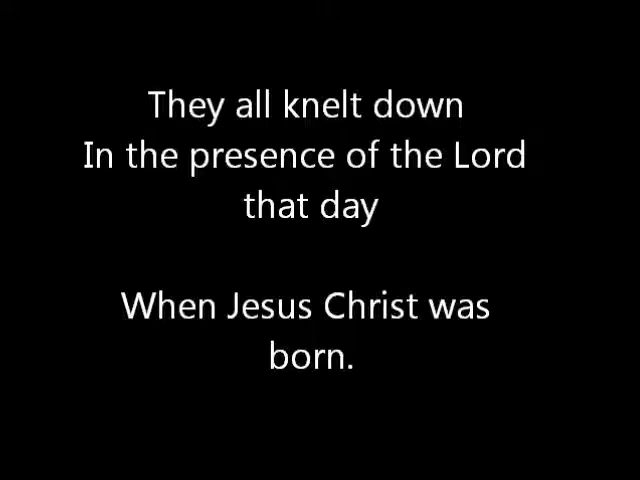 They all knelt down
In the presence of the Lord
that day
When Jesus Christ was
born.